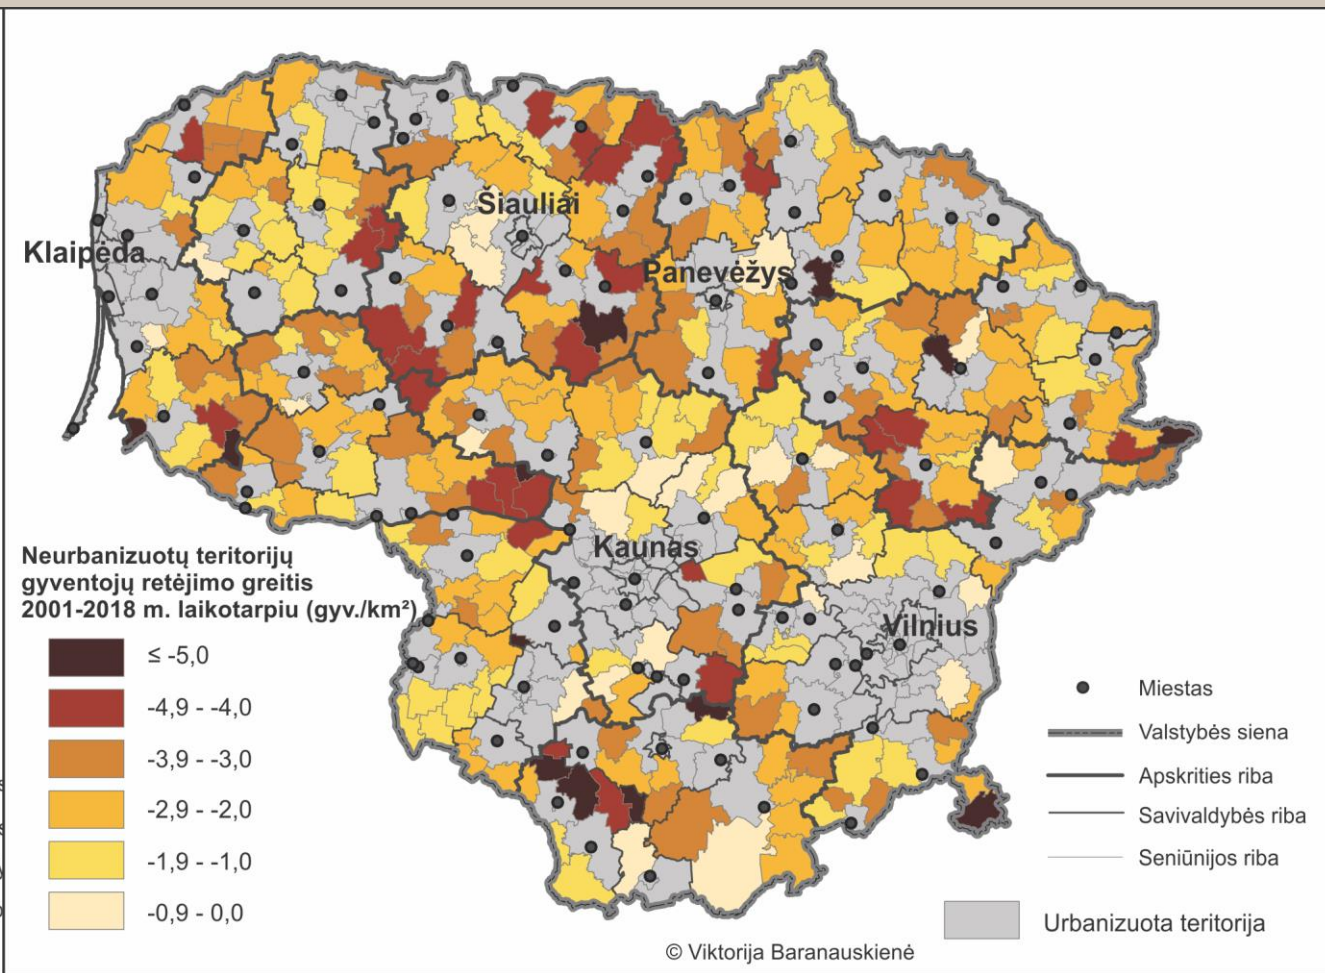 Šiauliai
Klaipėda
Panevėžys
Kaunas
Vilnius
Neurbanizuotų teritorijų
gyventojų retėjimo greitis
2001-2018 m. laikotarpiu (gyv./km²)
≤ -5,0
-4,9 - -4,0
-3,9 - -3,0
-2,9 - -2,0
-1,9 - -1,0
-0,9 - 0,0
Miestas
Valstybės siena
Apskrities riba
Savivaldybės riba
Seniūnijos riba
Urbanizuota teritorija
© Viktorija Baranauskienė